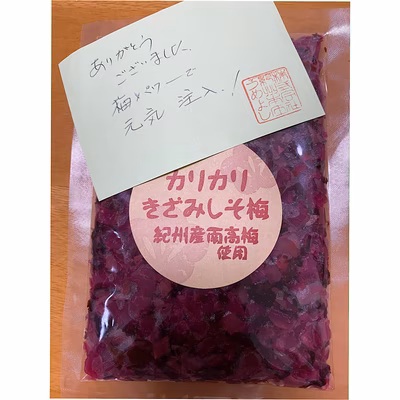 ありがとう
ございました
梅パワーで
元気 注入!
カリカリ
きざみしそ梅
紀州産南高梅
使用